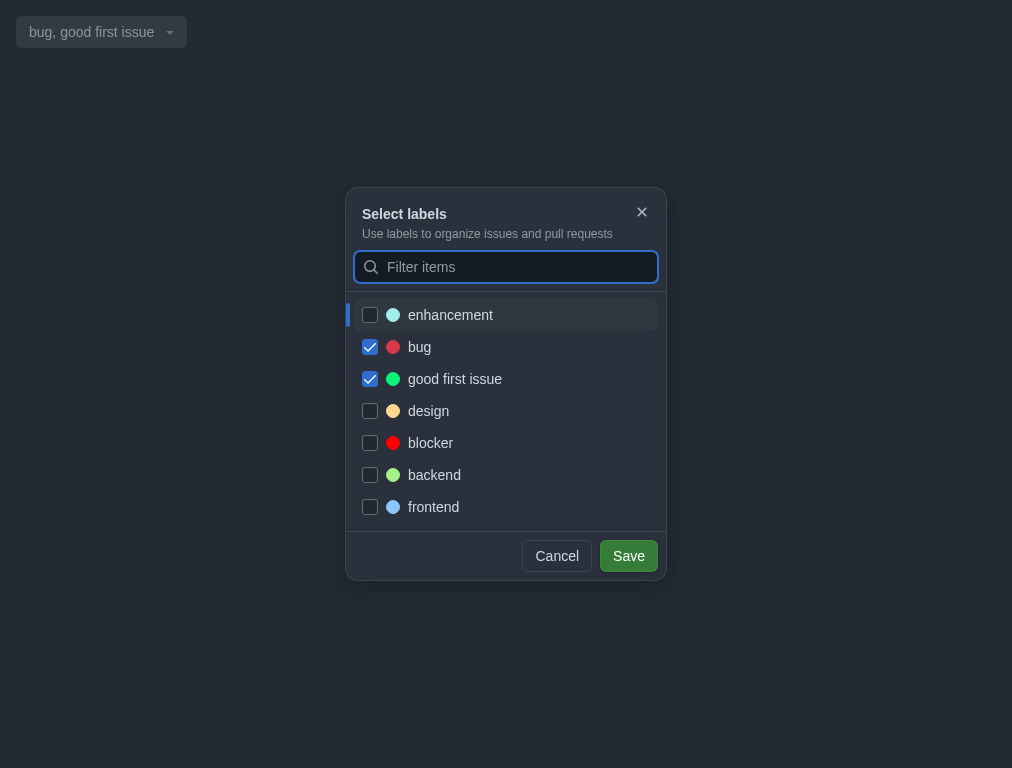 bug, good first issue
Select labels
Use labels to organize issues and pull requests
Filter items
enhancement
bug
good first issue
design
blocker
backend
frontend
Cancel Save